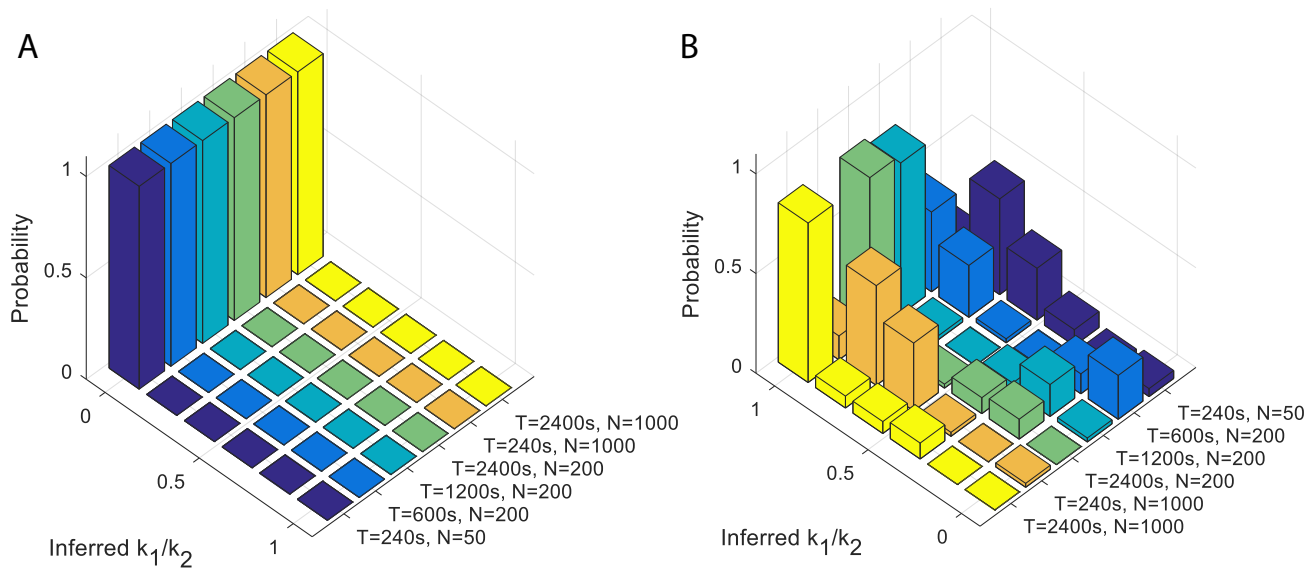 A
1
0.5
0
Probability
0
0.5
1
Inferred k1/k2
T=2400s, N=1000
T=240s, N=1000
T=2400s, N=200
T=1200s, N=200
T=600s, N=200
T=240s, N=50
B
1
0.5
0
Probability
1
0.5
0
Inferred k1/k2
T=240s, N=50
T=600s, N=200
T=1200s, N=200
T=2400s, N=200
T=240s, N=1000
T=2400s, N=1000